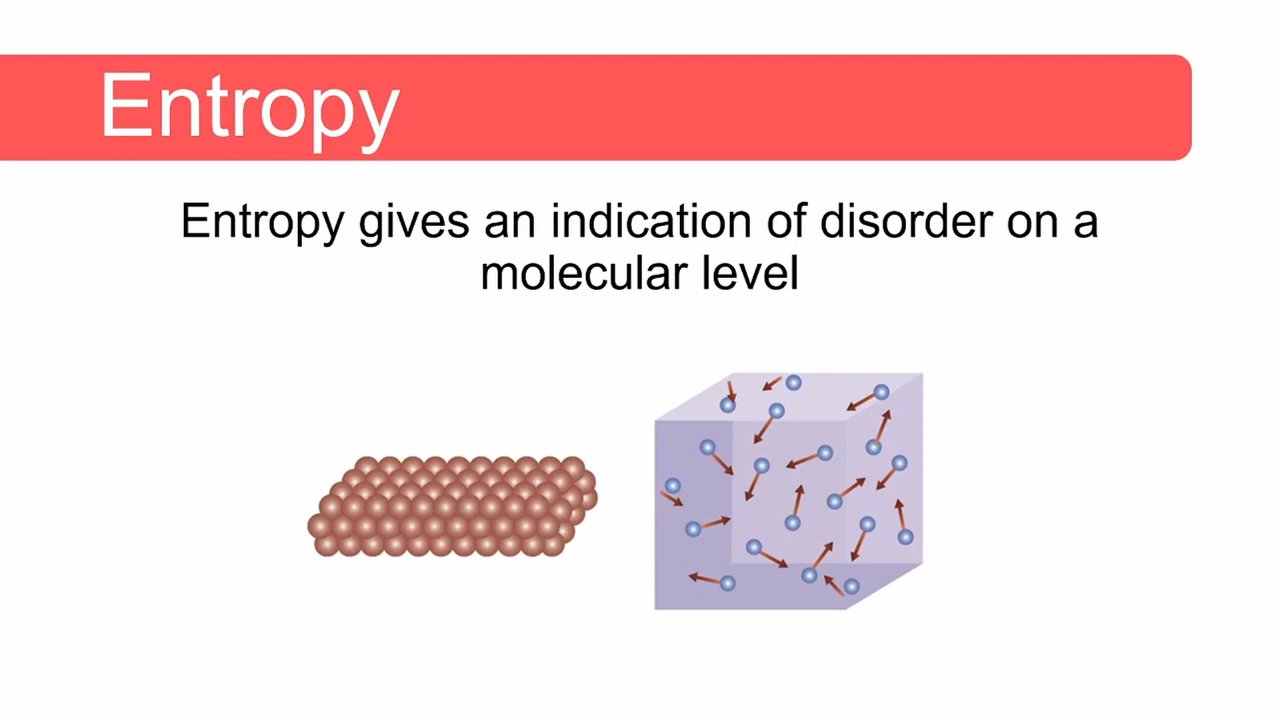 Entropy
Entropy gives an indication of disorder on a
molecular level